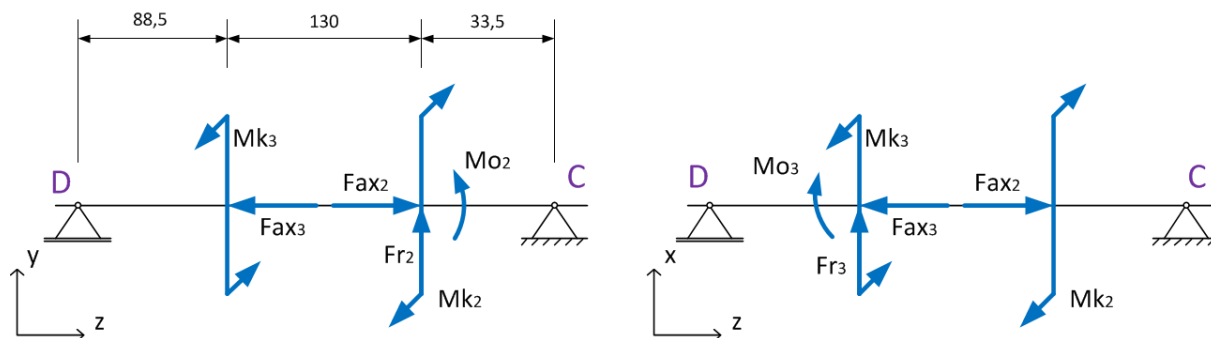 88,5 130 33,5
Mk3 Mo2 D C Fax2 Fax3 Fr2 Mk2 y z
Mk3 Mo3 D C Fax2 Fax3 Fr3 Mk2 x z